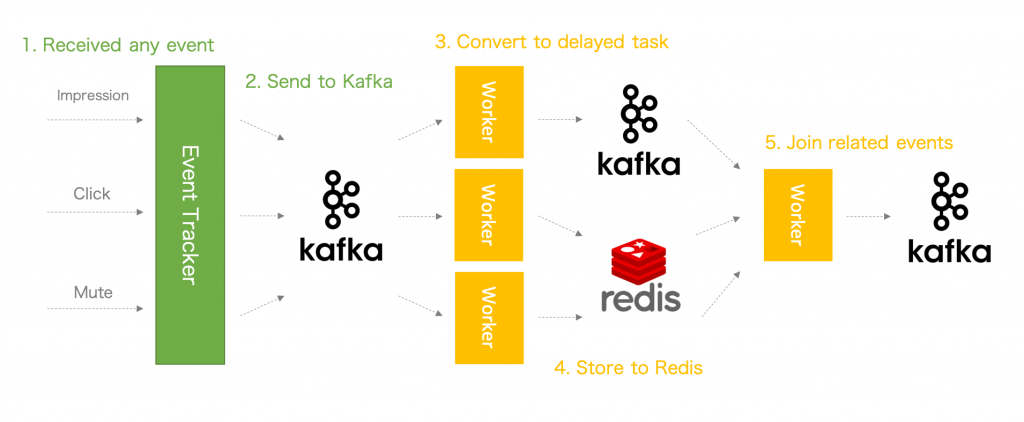 1. Received any event
Impression
Click
Mute
Event Tracker
2. Send to Kafka
kafka
3. Convert to delayed task
Worker
Worker
Worker
kafka
redis
4. Store to Redis
5. Join related events
Worker
kafka